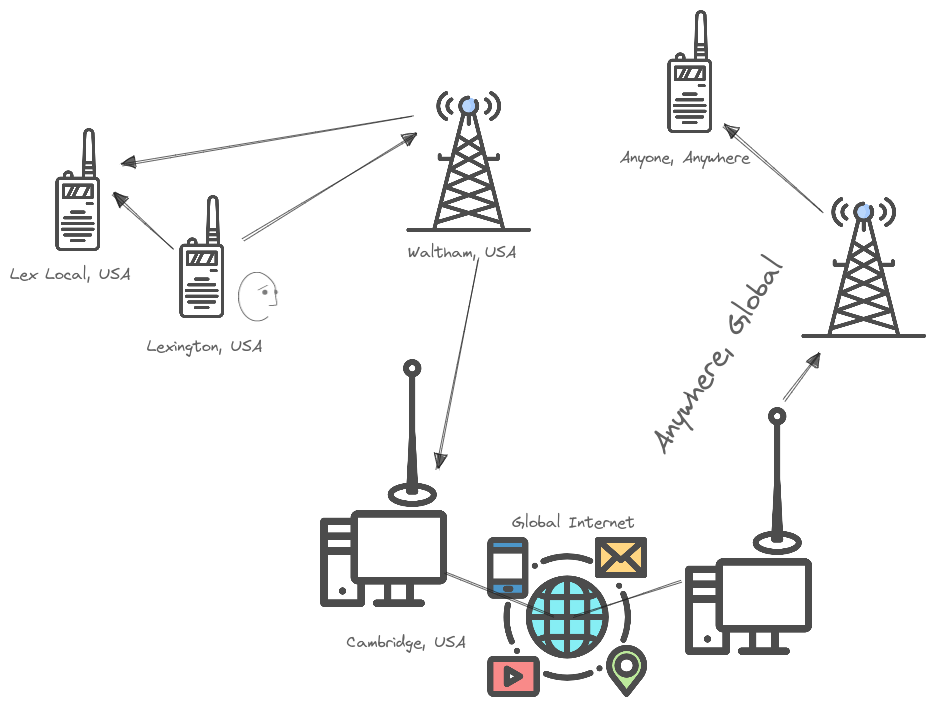 Anyone, Anywhere
Waltham, USA
Lex Local, USA
Lexington, USA
Anywhere, Global
Global Internet
Cambridge, USA